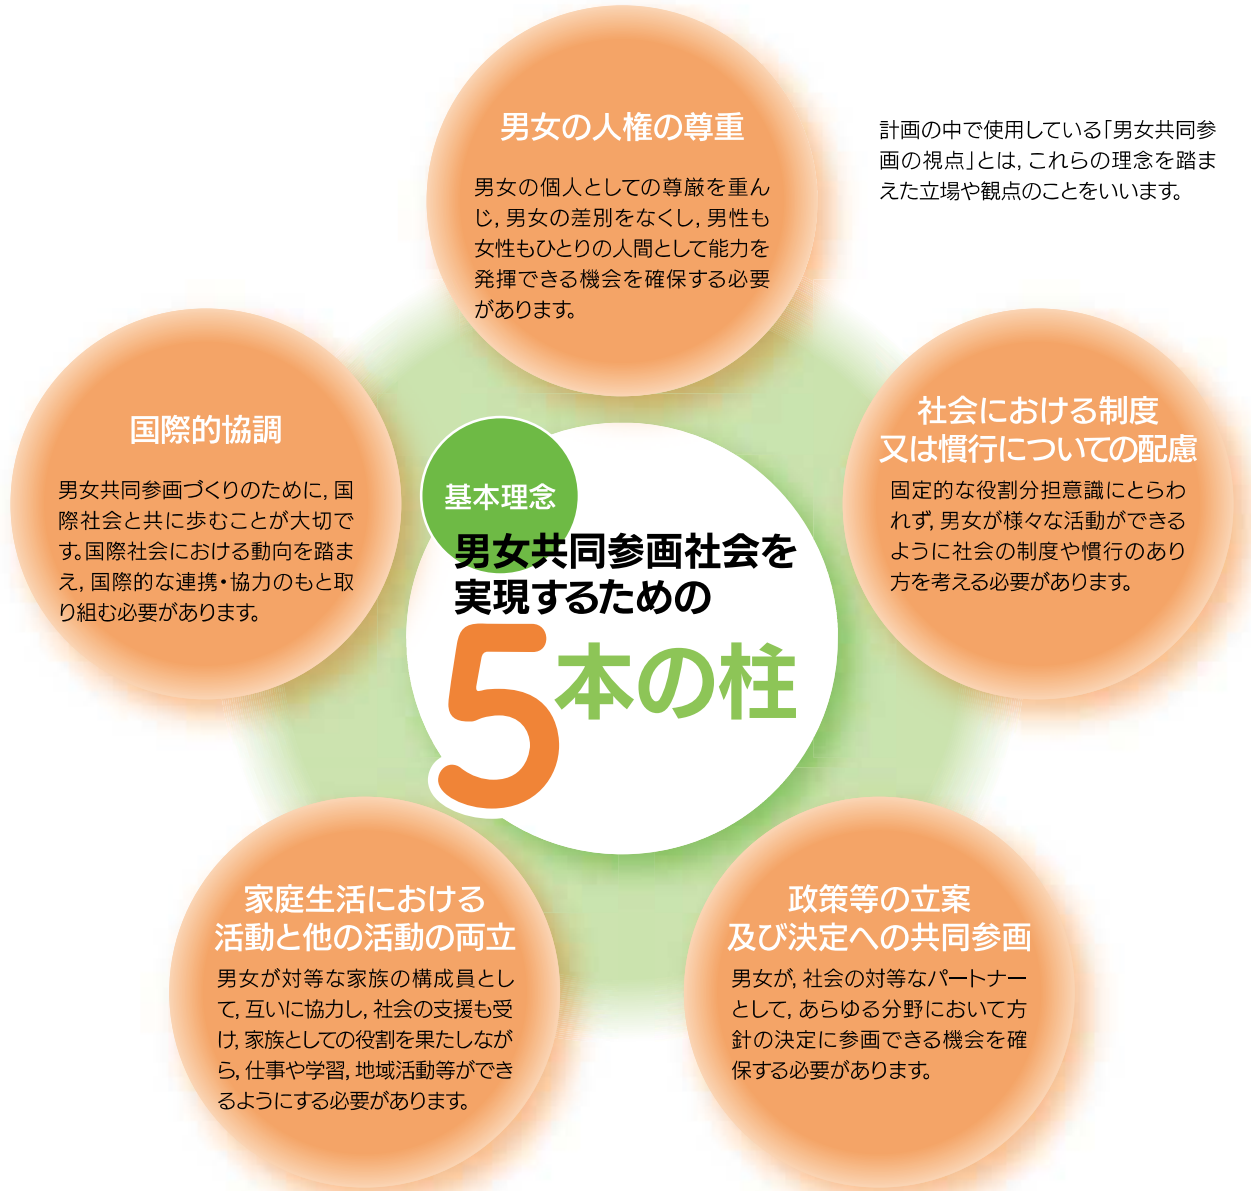 男女の人権の尊重
男女の個人としての尊厳を重ん
じ,男女の差別をなくし,男性も
女性もひとりの人間として能力を
発揮できる機会を確保する必要
があります。
計画の中で使用している「男女共同参
画の視点」とは,これらの理念を踏ま
えた立場や観点のことをいいます。
国際的協調
男女共同参画づくりのために,国
際社会と共に歩むことが大切で
す。国際社会における動向を踏ま
え,国際的な連携・協力のもと取
り組む必要があります。
基本理念
男女共同参画社会を
実現するための
5本の柱
社会における制度
又は慣行についての配慮
固定的な役割分担意識にとらわ
れず,男女が様々な活動ができる
ように社会の制度や慣行のあり
方を考える必要があります。
家庭生活における
活動と他の活動の両立
男女が対等な家族の構成員とし
て,互いに協力し,社会の支援も受
け,家族としての役割を果たしなが
ら,仕事や学習,地域活動等ができ
るようにする必要があります。
政策等の立案
及び決定への共同参画
男女が,社会の対等なパートナー
として,あらゆる分野において方
針の決定に参画できる機会を確
保する必要があります。